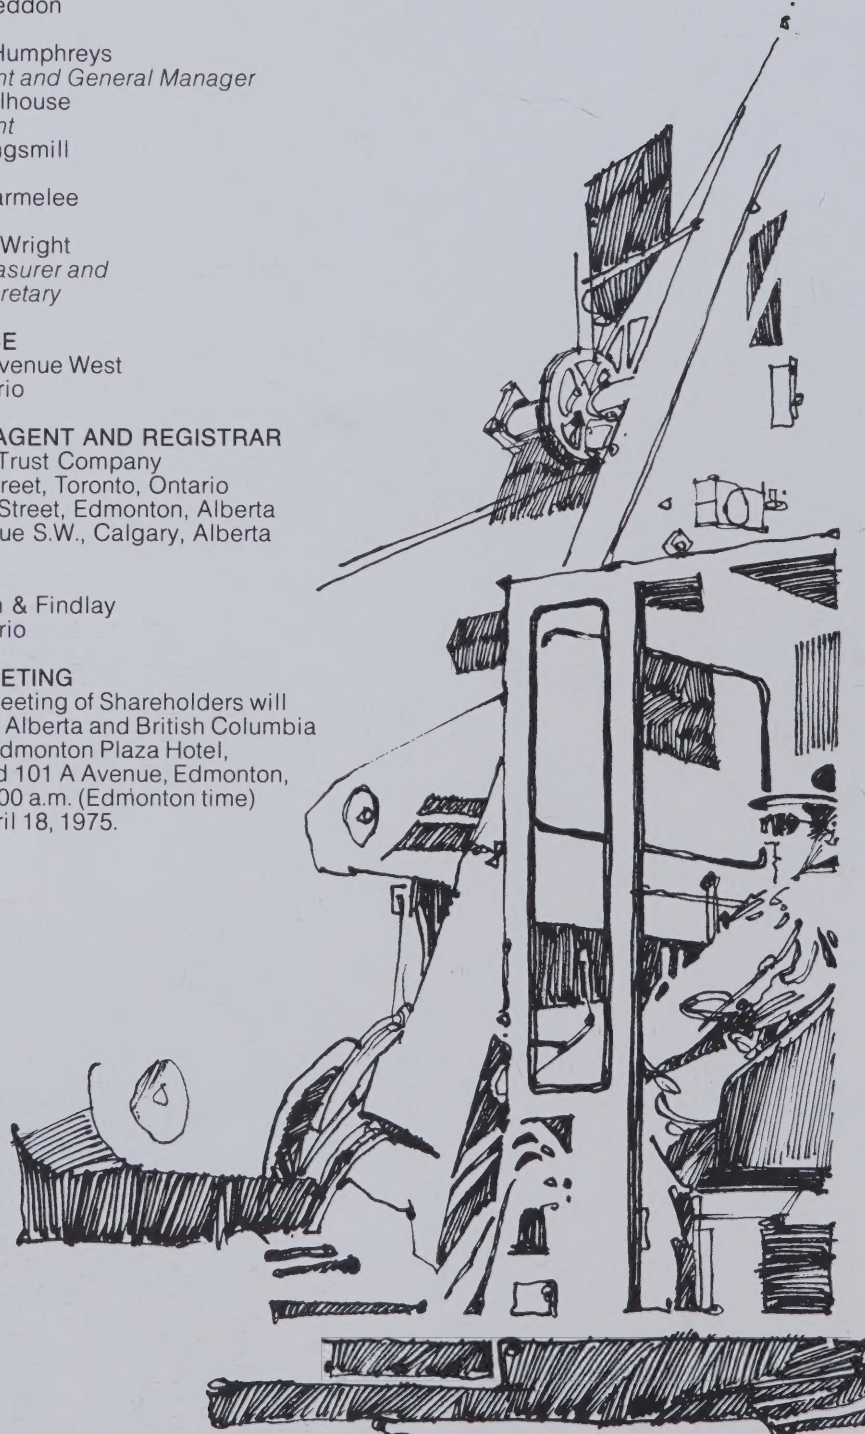 eddon
Humphreys
nt and General Manager
lhouse
nt
ngsmill
armelee
Wright
asurer and
retary
E
venue West
rio
AGENT AND REGISTRAR
Trust Company
reet, Toronto, Ontario
Street, Edmonton, Alberta
ue S.W., Calgary, Alberta
n & Findlay
rio
ETING
eeting of Shareholders will
Alberta and British Columbia
dmonton Plaza Hotel,
d 101 A Avenue, Edmonton,
00 a.m. (Edmonton time)
ril 18, 1975.